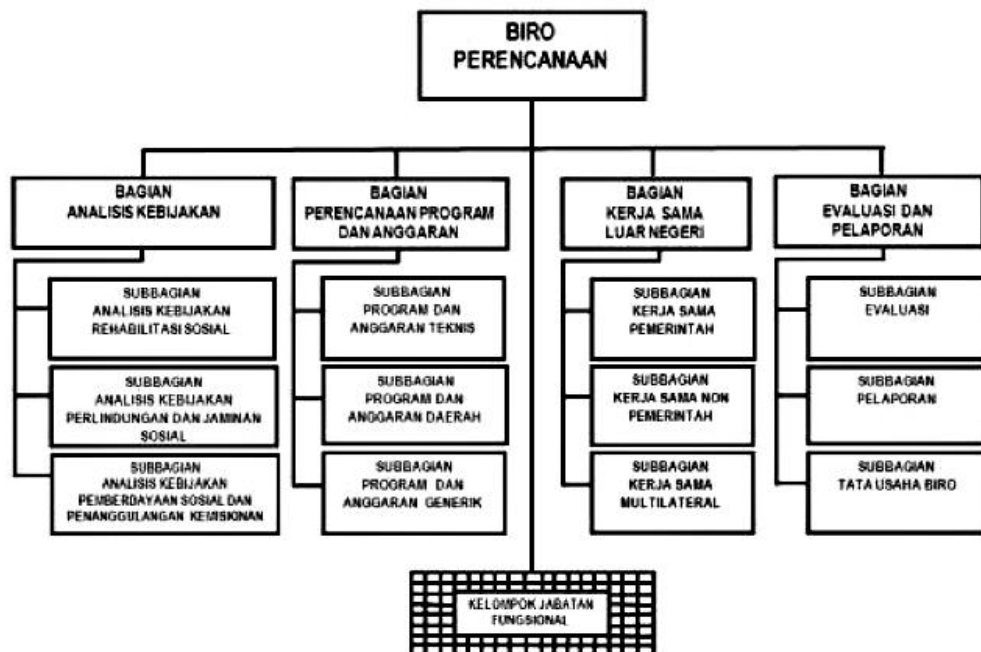 BIRO
PERENCANAAN
BAGIAN
ANALISIS KEBIJAKAN
BAGIAN
PERENCANAAN PROGRAM
DAN ANGGARAN
BAGIAN
KERJA SAMA
LUAR NEGERI
BAGIAN
EVALUASI DAN
PELAPORAN
SUBBAGIAN
ANALISIS KEBIJAKAN
REHABILITASI SOSIAL
SUBBAGIAN
PROGRAM DAN
ANGGARAN TEKNIS
SUBBAGIAN
KERJA SAMA
PEMERINTAH
SUBBAGIAN
EVALUASI
SUBBAGIAN
ANALISIS KEBIJAKAN
PERLINDUNGAN DAN JAMINAN
SOSIAL
SUBBAGIAN
PROGRAM DAN
ANGGARAN DAERAH
SUBBAGIAN
KERJA SAMA NON
PEMERINTAH
SUBBAGIAN
PELAPORAN
SUBBAGIAN
ANALISIS KEBIJAKAN
PEMBERDAYAAN SOSIAL DAN
PENANGGULANGAN KEMISIONAN
SUBBAGIAN
PROGRAM DAN
ANGGARAN GENERIK
SUBBAGIAN
KERJA SAMA
MULTILATERAL
SUBBAGIAN
TATA USAHA BIRO
KELOMPOK JABATAN
FUNGSIONAL